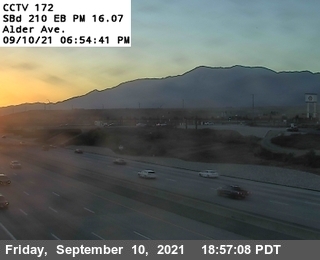 CCTV 172
SBd 210 EB PM 16.07
Alder Ave.
09/10/21 06:54:41 PM
Friday, September 10, 2021 18:57:08 PDT